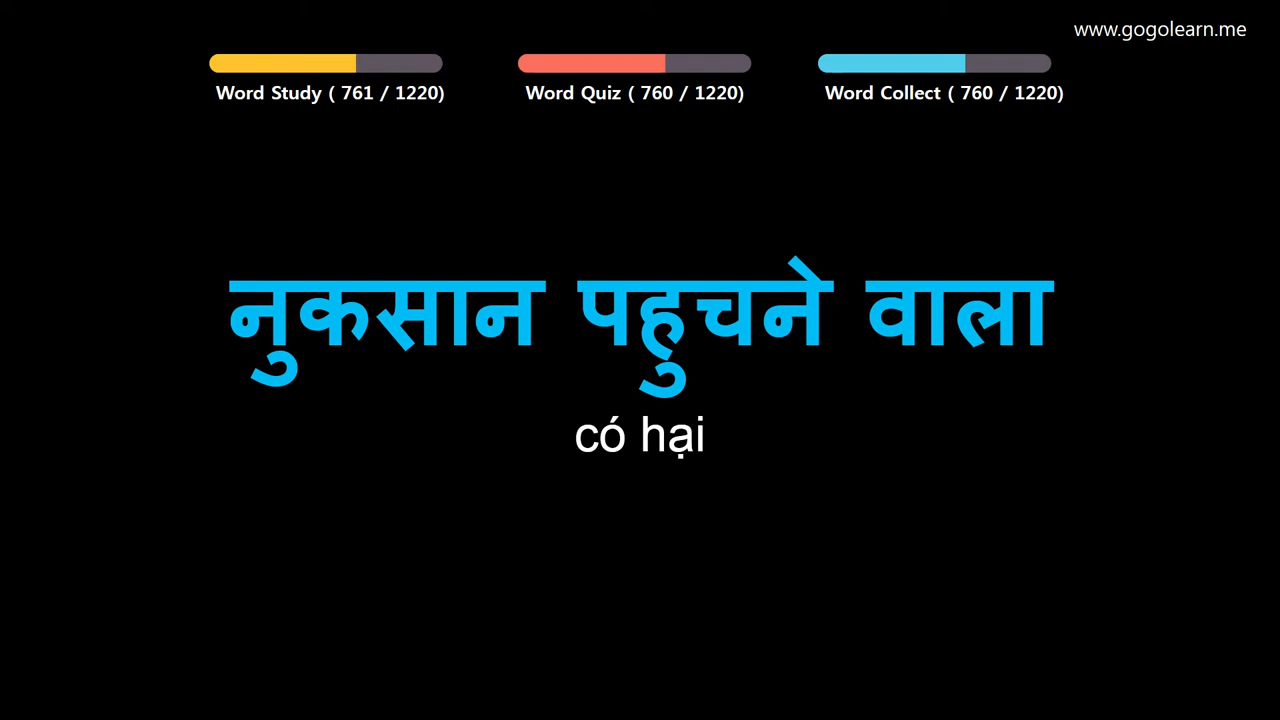 www.gogolearn.me
Word Study ( 761 / 1220) Word Quiz ( 760 / 1220) Word Collect ( 760 / 1220)
नुकसान पहुचने वाला
có hại